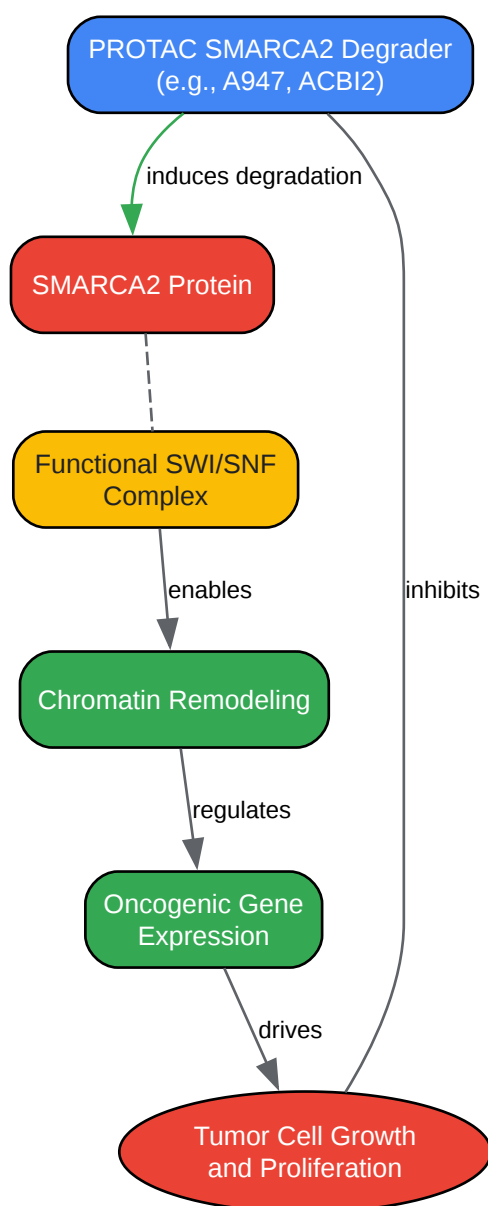 PROTAC SMARCA2 Degrader
(e.g., A947, ACBI2)
induces degradation
SMARCA2 Protein
Functional SWI/SNF
Complex
enables
inhibits
Chromatin Remodeling
regulates
Oncogenic Gene
Expression
drives
Tumor Cell Growth
and Proliferation